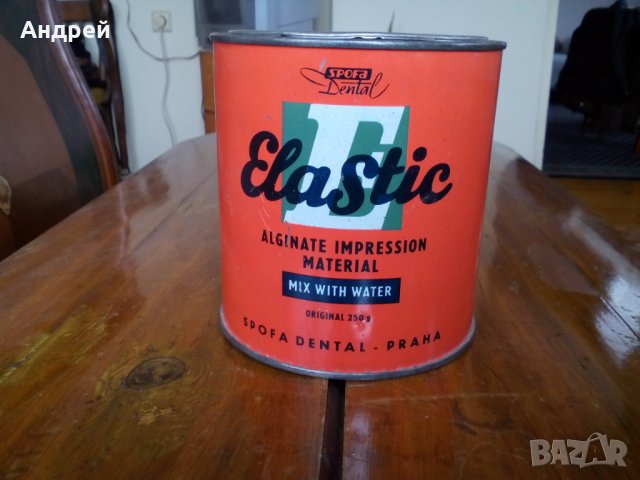 Андрей
SPOFA
Dental
E
Elastic
ALGINATE IMPRESSION
MATERIAL
MIX WITH WATER
ORIGINAL 250 g
SPOFA DENTAL - PRAHA
BAZAR